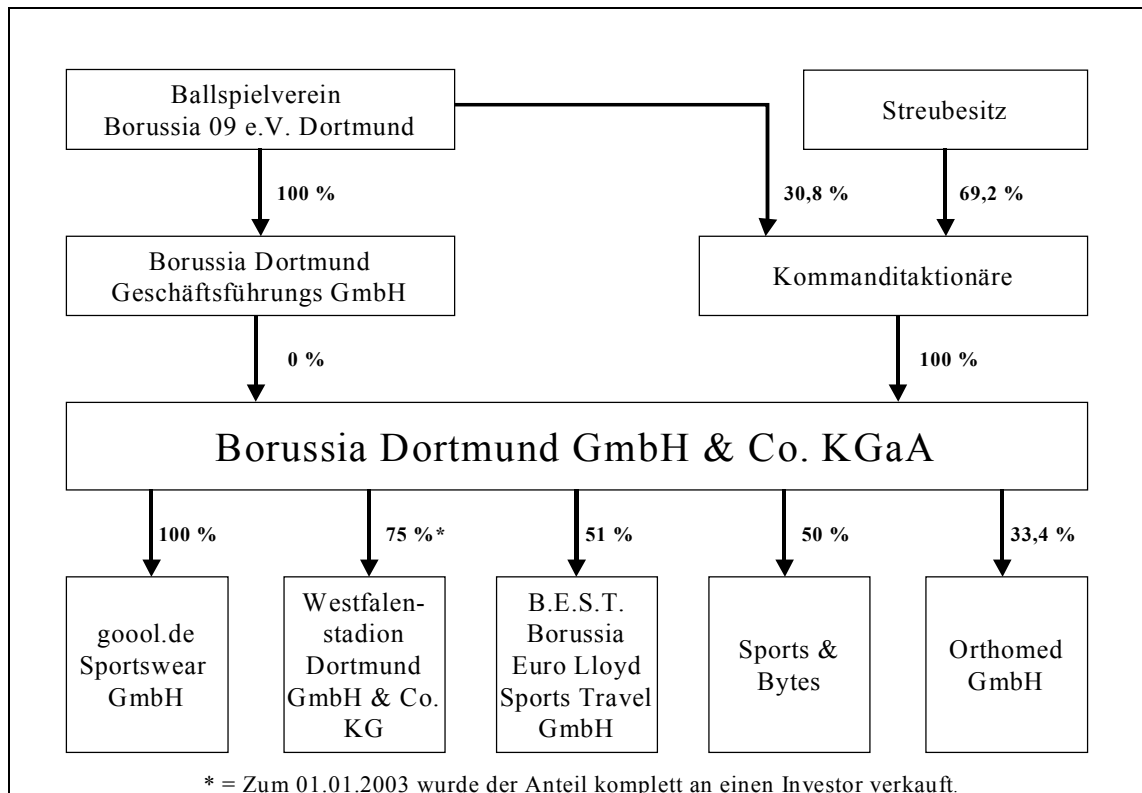 Ballspielverein
Borussia 09 e.V. Dortmund
Streubesitz
100 %
30,8 %
69,2 %
Borussia Dortmund
Geschäftsführungs GmbH
Kommanditaktionäre
0 %
100 %
Borussia Dortmund GmbH & Co. KGaA
100 %
75 %*
51 %
50 %
33,4 %
goool.de
Sportswear
GmbH
Westfalen-
stadion
Dortmund
GmbH & Co.
KG
B.E.S.T.
Borussia
Euro Lloyd
Sports Travel
GmbH
Sports &
Bytes
Orthomed
GmbH
* = Zum 01.01.2003 wurde der Anteil komplett an einen Investor verkauft.